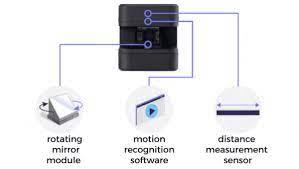 rotating
mirror
module
motion
recognition
software
distance
measurement
sensor